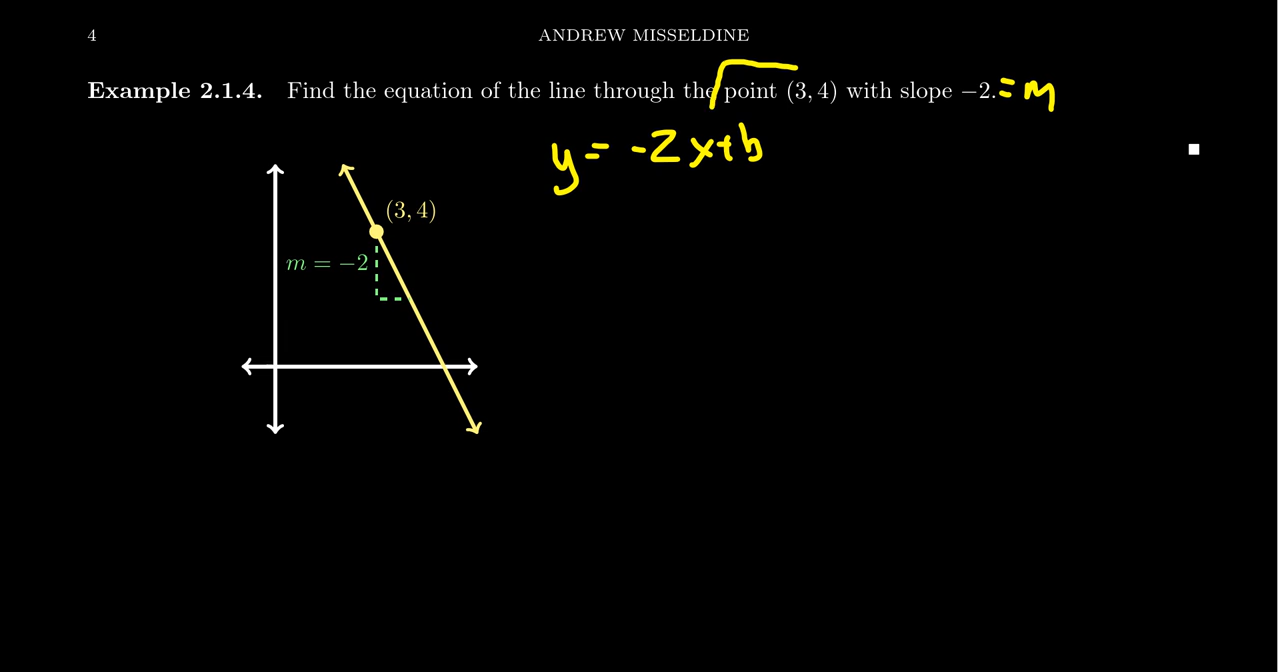 4
ANDREW MISSELDINE
Example 2.1.4. Find the equation of the line through the point (3, 4) with slope −2. = m
y = -2x+b
(3, 4)
m = −2